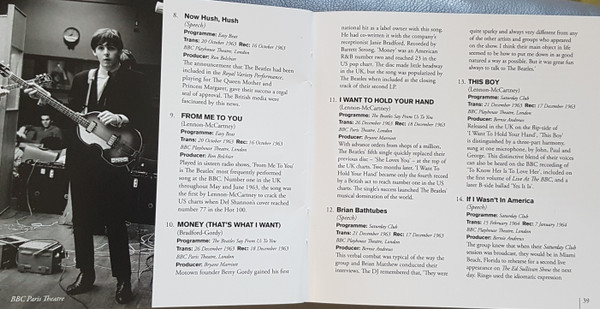 8. Now Hush, Hush
(Speech)
Programme: Easy Beat
Trans: 20 October 1963 Rec: 16 October 1963
BBC Playhouse Theatre, London
Producer: Ron Belchier
The announcement that The Beatles had been
included in the Royal Variety Performance,
playing for The Queen Mother and
Princess Margaret, gave their success a regal
seal of approval. The British media were
fascinated by this news.
9. FROM ME TO YOU
(Lennon-McCartney)
Programme: Easy Beat
Trans: 20 October 1963 Rec: 16 October 1963
BBC Playhouse Theatre, London
Producer: Ron Belchier
Played in sixteen radio shows, 'From Me To You'
is The Beatles' most frequently performed
song at the BBC. Number one in the UK
throughout May and June 1963, the song was
the first by Lennon-McCartney to crack the
US charts when Del Shannon's cover reached
number 77 in the Hot 100.
10. MONEY (THAT'S WHAT I WANT)
(Bradford-Gordy)
Programme: The Beatles Say From Us To You
Trans: 26 December 1963 Rec: 18 December 1963
BBC Paris Theatre, London
Producer: Bryant Marriott
Motown founder Berry Gordy gained his first
BBC Paris Theatre
national hit as a label owner with this song.
He had co-written it with the company's
receptionist Janie Bradford. Recorded by
Barrett Strong, 'Money' was an American
R&B number two and reached 23 in the
US pop chart. The disc made little headway
in the UK, but the song was popularized by
The Beatles when included as the closing
track of their second LP.
11. I WANT TO HOLD YOUR HAND
(Lennon-McCartney)
Programme: The Beatles Say From Us To You
Trans: 26 December 1963 Rec: 18 December 1963
BBC Paris Theatre, London
Producer: Bryant Marriott
With advance orders from shops of a million,
The Beatles' fifth single quickly replaced their
previous disc – 'She Loves You' – at the top of
the UK charts. Two months later, 'I Want To
Hold Your Hand' became only the fourth record
by a British act to reach number one in the US
charts. The single's success launched The Beatles'
musical domination of the world.
12. Brian Bathtubes
(Speech)
Programme: Saturday Club
Trans: 21 December 1963 Rec: 17 December 1963
BBC Playhouse Theatre, London
Producer: Bernie Andrews
This verbal combat was typical of the way the
group and Brian Matthew conducted their
interviews. The DJ remembered that, 'They were
quite sparky and always very different from any
of the other artists and groups who appeared
on the show. I think their main object in life
seemed to be how to put me down in as good
natured a way as possible. But it was great fun
always to talk to The Beatles.'
13. THIS BOY
(Lennon-McCartney)
Programme: Saturday Club
Trans: 21 December 1963 Rec: 17 December 1963
BBC Playhouse Theatre, London
Producer: Bernie Andrews
Released in the UK on the flip-side of
'I Want To Hold Your Hand', 'This Boy'
is distinguished by a three-part harmony,
sung at one microphone, by John, Paul and
George. This distinctive blend of their voices
can also be heard on the BBC recording of
'To Know Her Is To Love Her', included on
the first volume of Live At The BBC, and a
later B-side ballad 'Yes It Is'.
14. If I Wasn't In America
(Speech)
Programme: Saturday Club
Trans: 15 February 1964 Rec: 7 January 1964
BBC Playhouse Theatre, London
Producer: Bernie Andrews
The group knew that when their Saturday Club
session was broadcast, they would be in Miami
Beach, Florida to rehearse for a second live
appearance on The Ed Sullivan Show the next
day. Ringo used the idiomatic expression,
39